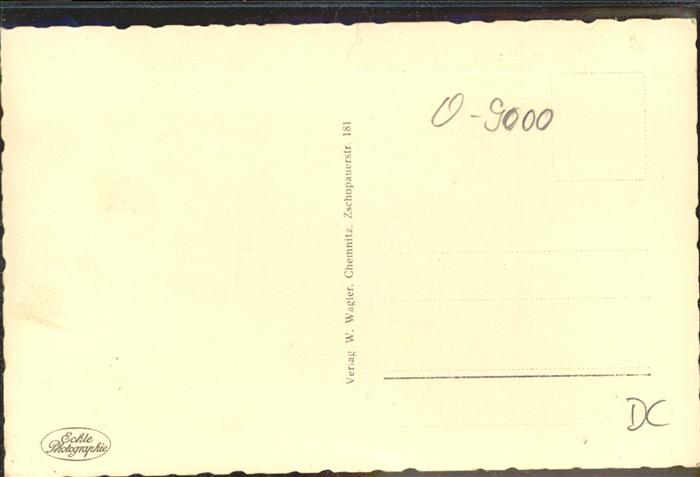 O-9000
Verlag W. Wagler, Chemnitz, Zschopauerstr. 181
DC
Echte
Photographie